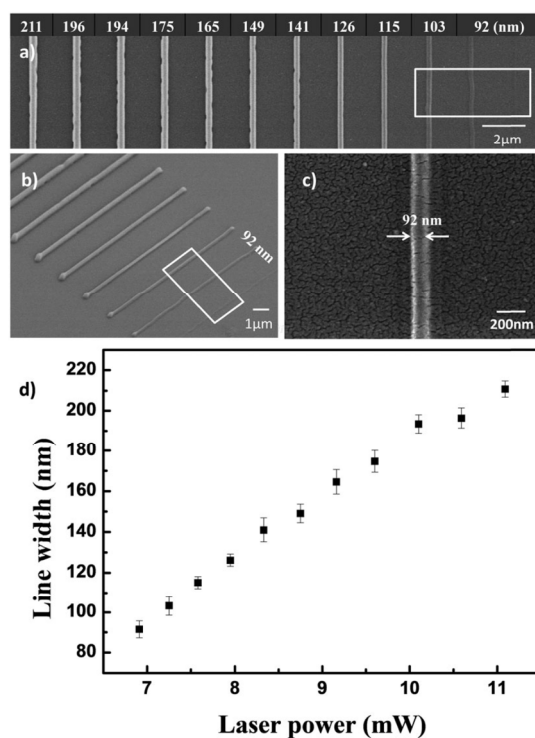 211 196 194 175 165 149 141 126 115 103 92 (nm)
a)
2μm
b)
92 nm
1μm
c)
92 nm
200nm
d)
220
200
180
160
140
120
100
80
Line width (nm)
7 8 9 10 11
Laser power (mW)